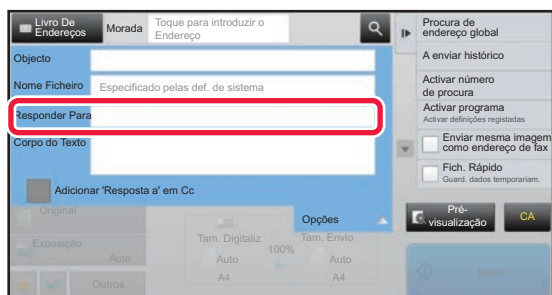 Livro De
Endereços
Morada
Toque para introduzir o
Endereço
Objecto
Nome Ficheiro
Especificado pelas def. de sistema
Responder Para
Corpo do Texto
Adicionar 'Resposta a' em Cc
Opções
Original
Exposição
Auto
Outros
Tam. Digitaliz
Auto
A4
100%
Tam. Envio
Auto
A4
Procura de
endereço global
A enviar histórico
Activar número
de procura
Activar programa
Activar definições registadas
Enviar mesma imagem
como endereço de fax
Fich. Rápido
Guard. dados temporariam.
Pré-
visualização
CA
Iniciar